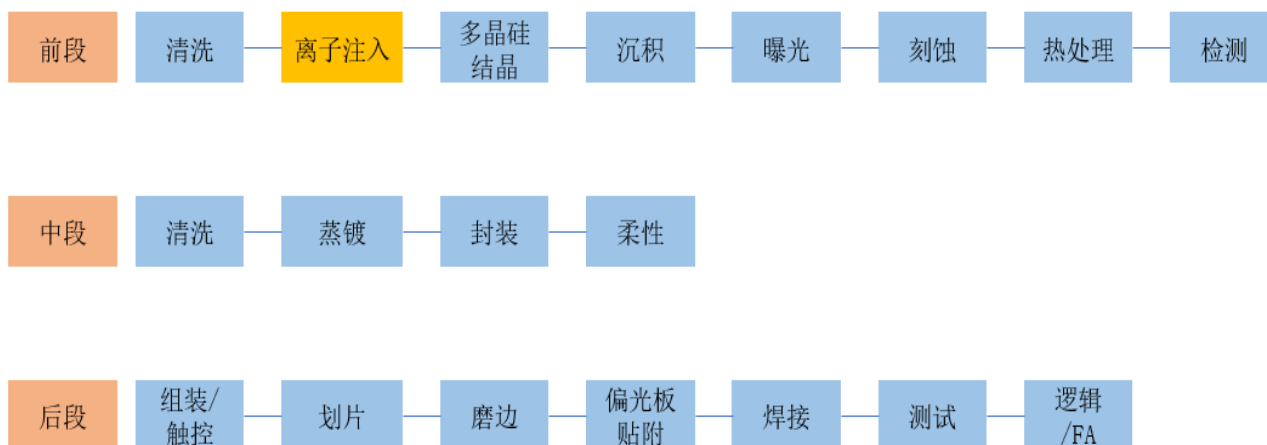 前段
清洗
离子注入
多晶硅
结晶
沉积
曝光
刻蚀
热处理
检测
中段
清洗
蒸镀
封装
柔性
后段
组装/
触控
划片
磨边
偏光板
贴附
焊接
测试
逻辑
/FA